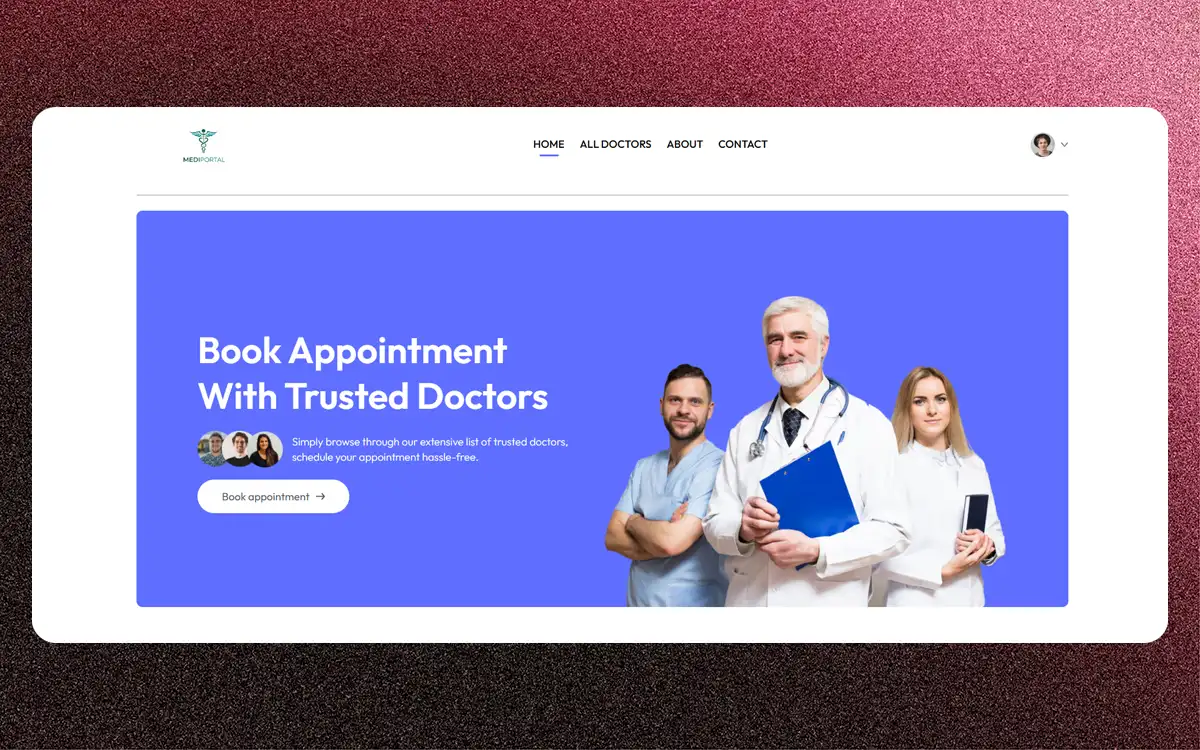 MEDIPORTAL
HOME ALL DOCTORS ABOUT CONTACT
Book Appointment
With Trusted Doctors
Simply browse through our extensive list of trusted doctors,
schedule your appointment hassle-free.
Book appointment →